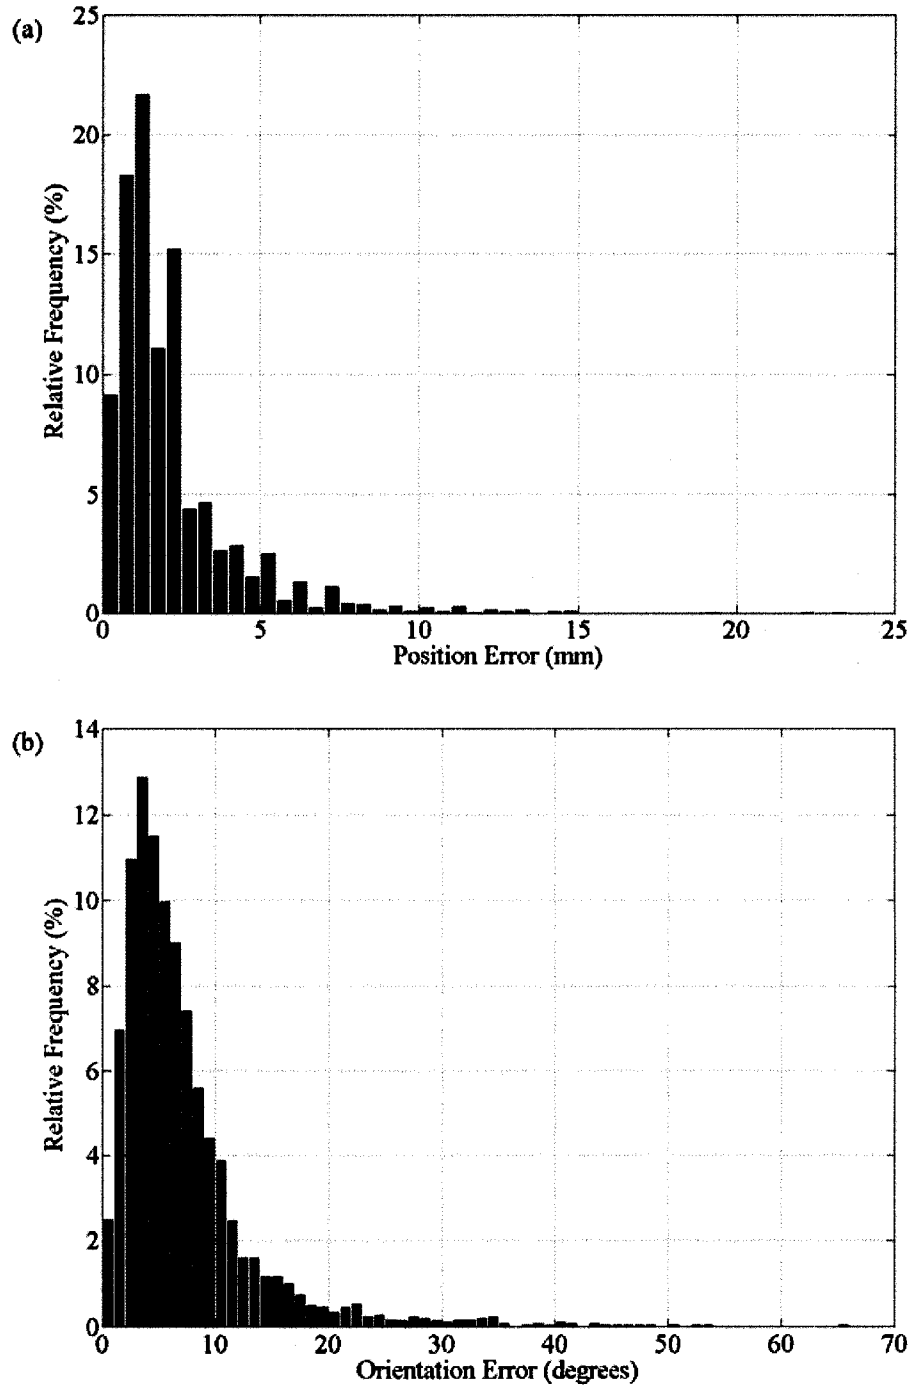 (a)
25
20
15
10
5
0
Relative Frequency (%)
0 5 10 15 20 25
Position Error (mm)
(b)
14
12
10
8
6
4
2
0
Relative Frequency (%)
0 10 20 30 40 50 60 70
Orientation Error (degrees)